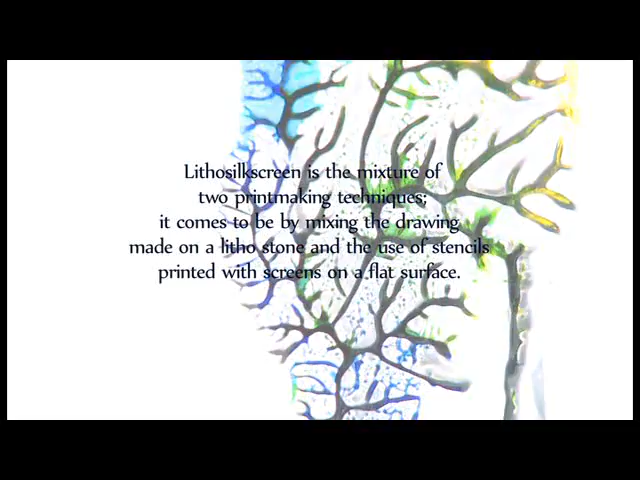 Lithosilkscreen is the mixture of
two printmaking techniques;
it comes to be by mixing the drawing
made on a litho stone and the use of stencils
printed with screens on a flat surface.